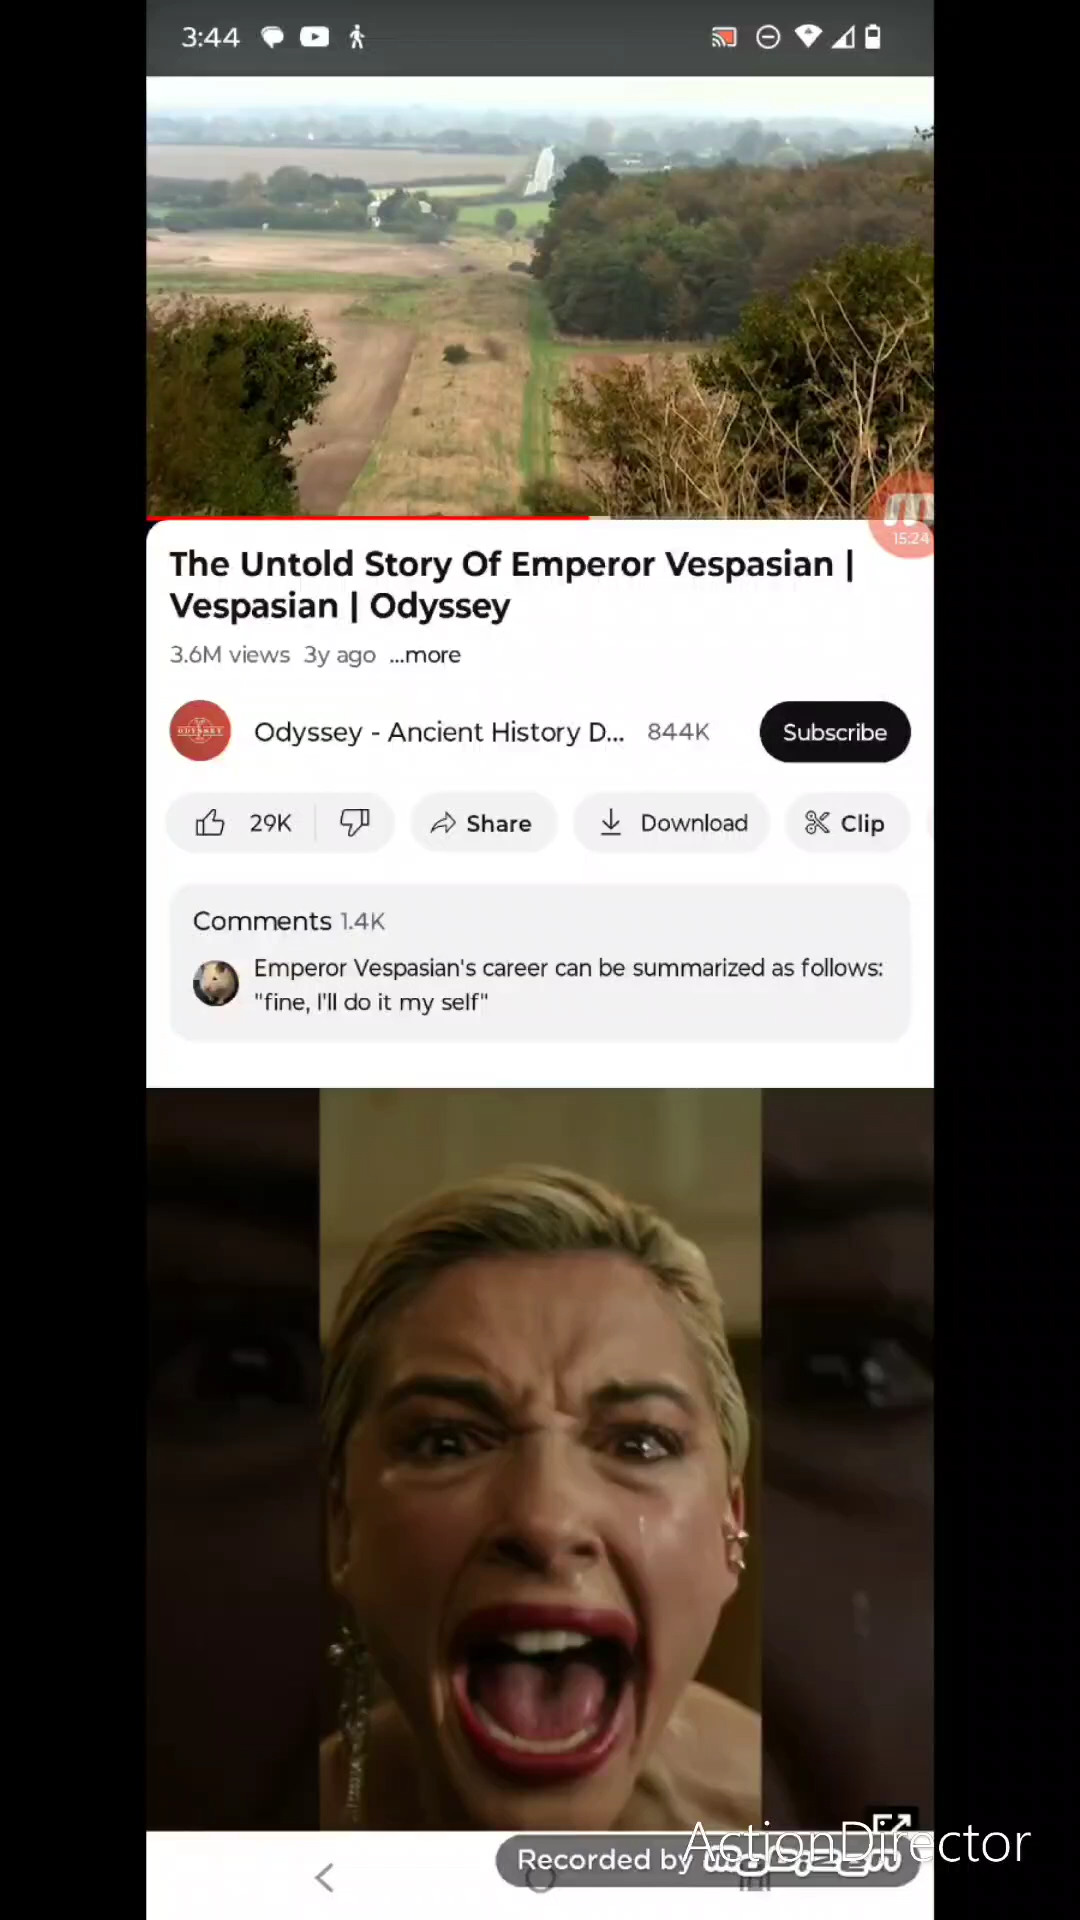 3:44
15:24
The Untold Story Of Emperor Vespasian |
Vespasian | Odyssey
3.6M views 3y ago ...more
ODYSSEY
Odyssey - Ancient History D... 844K
Subscribe
29K
Share
Download
Clip
Comments 1.4K
Emperor Vespasian's career can be summarized as follows:
"fine, I'll do it my self"
ActionDirector
Recorded by mobizen